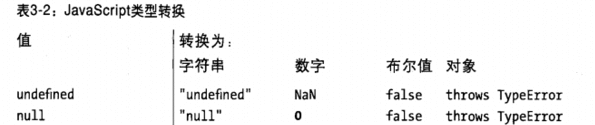 表3-2：JavaScript类型转换
值 转换为：
字符串 数字 布尔值 对象
undefined "undefined" NaN false throws TypeError
null "null" 0 false throws TypeError